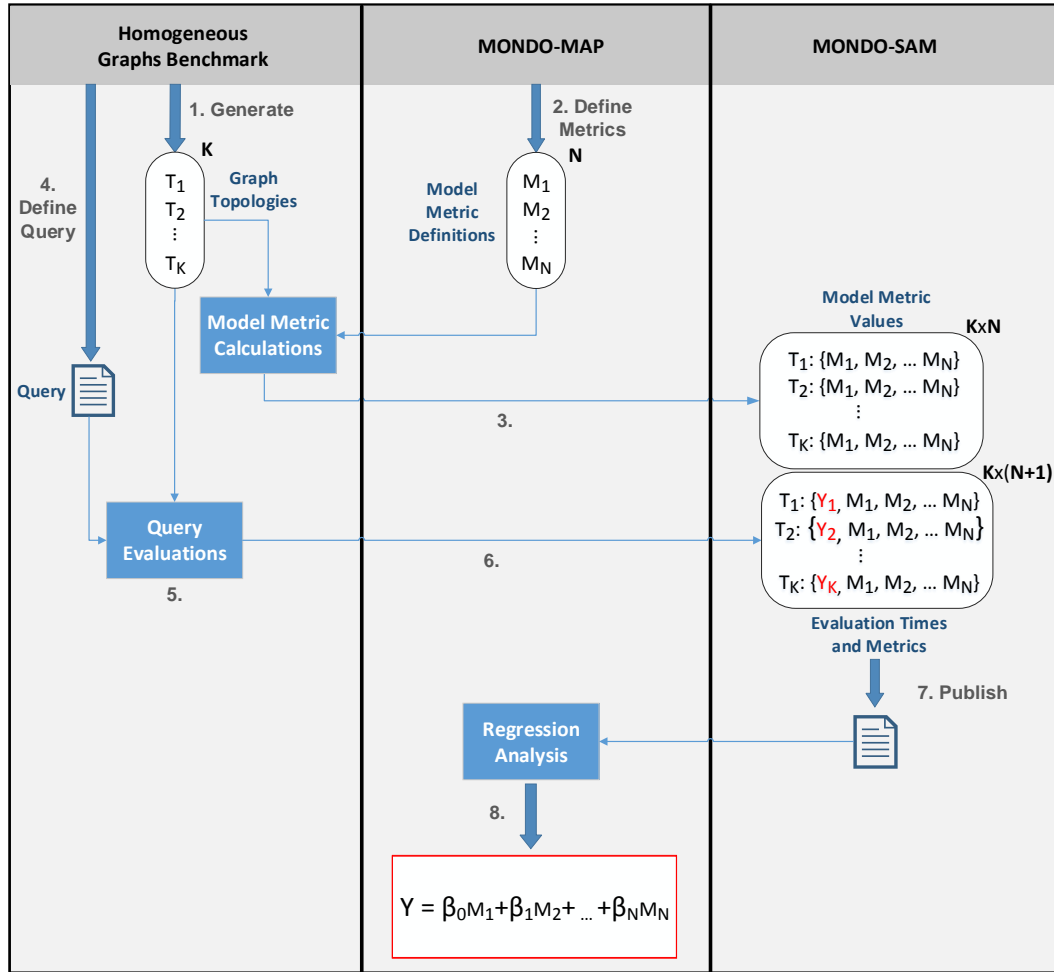 Homogeneous
Graphs Benchmark
MONDO-MAP
MONDO-SAM
1. Generate
2. Define
Metrics
K
N
4.
Define
Query
T1
T2
⋮
TK
Graph
Topologies
Model
Metric
Definitions
M1
M2
⋮
MN
Model Metric
Calculations
Model Metric
Values
KxN
T1: {M1, M2, ... MN}
T2: {M1, M2, ... MN}
⋮
TK: {M1, M2, ... MN}
Query
3.
Kx(N+1)
T1: {Y1, M1, M2, ... MN}
T2: {Y2, M1, M2, ... MN}
⋮
TK: {YK, M1, M2, ... MN}
Query
Evaluations
5.
6.
Evaluation Times
and Metrics
7. Publish
Regression
Analysis
8.
Y = β0M1+β1M2+ ... +βNMN